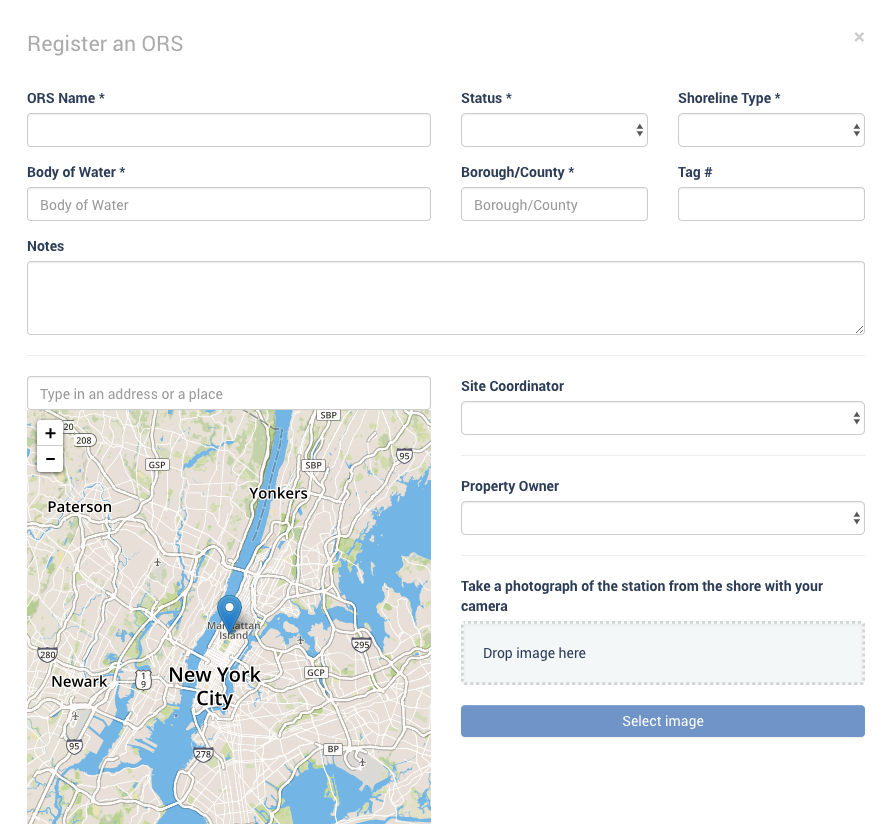 Register an ORS
×
ORS Name *
Status *
Shoreline Type *
Body of Water *
Borough/County *
Tag #
Body of Water
Borough/County
Notes
Type in an address or a place
Site Coordinator
+
−
20
208
SBP
GSP
SBP
95
Yonkers
Paterson
Property Owner
Take a photograph of the station from the shore with your
camera
Manhattan
Island
280
295
Drop image here
Newark
1
9
New York
City
GCP
Select image
95
278
BP